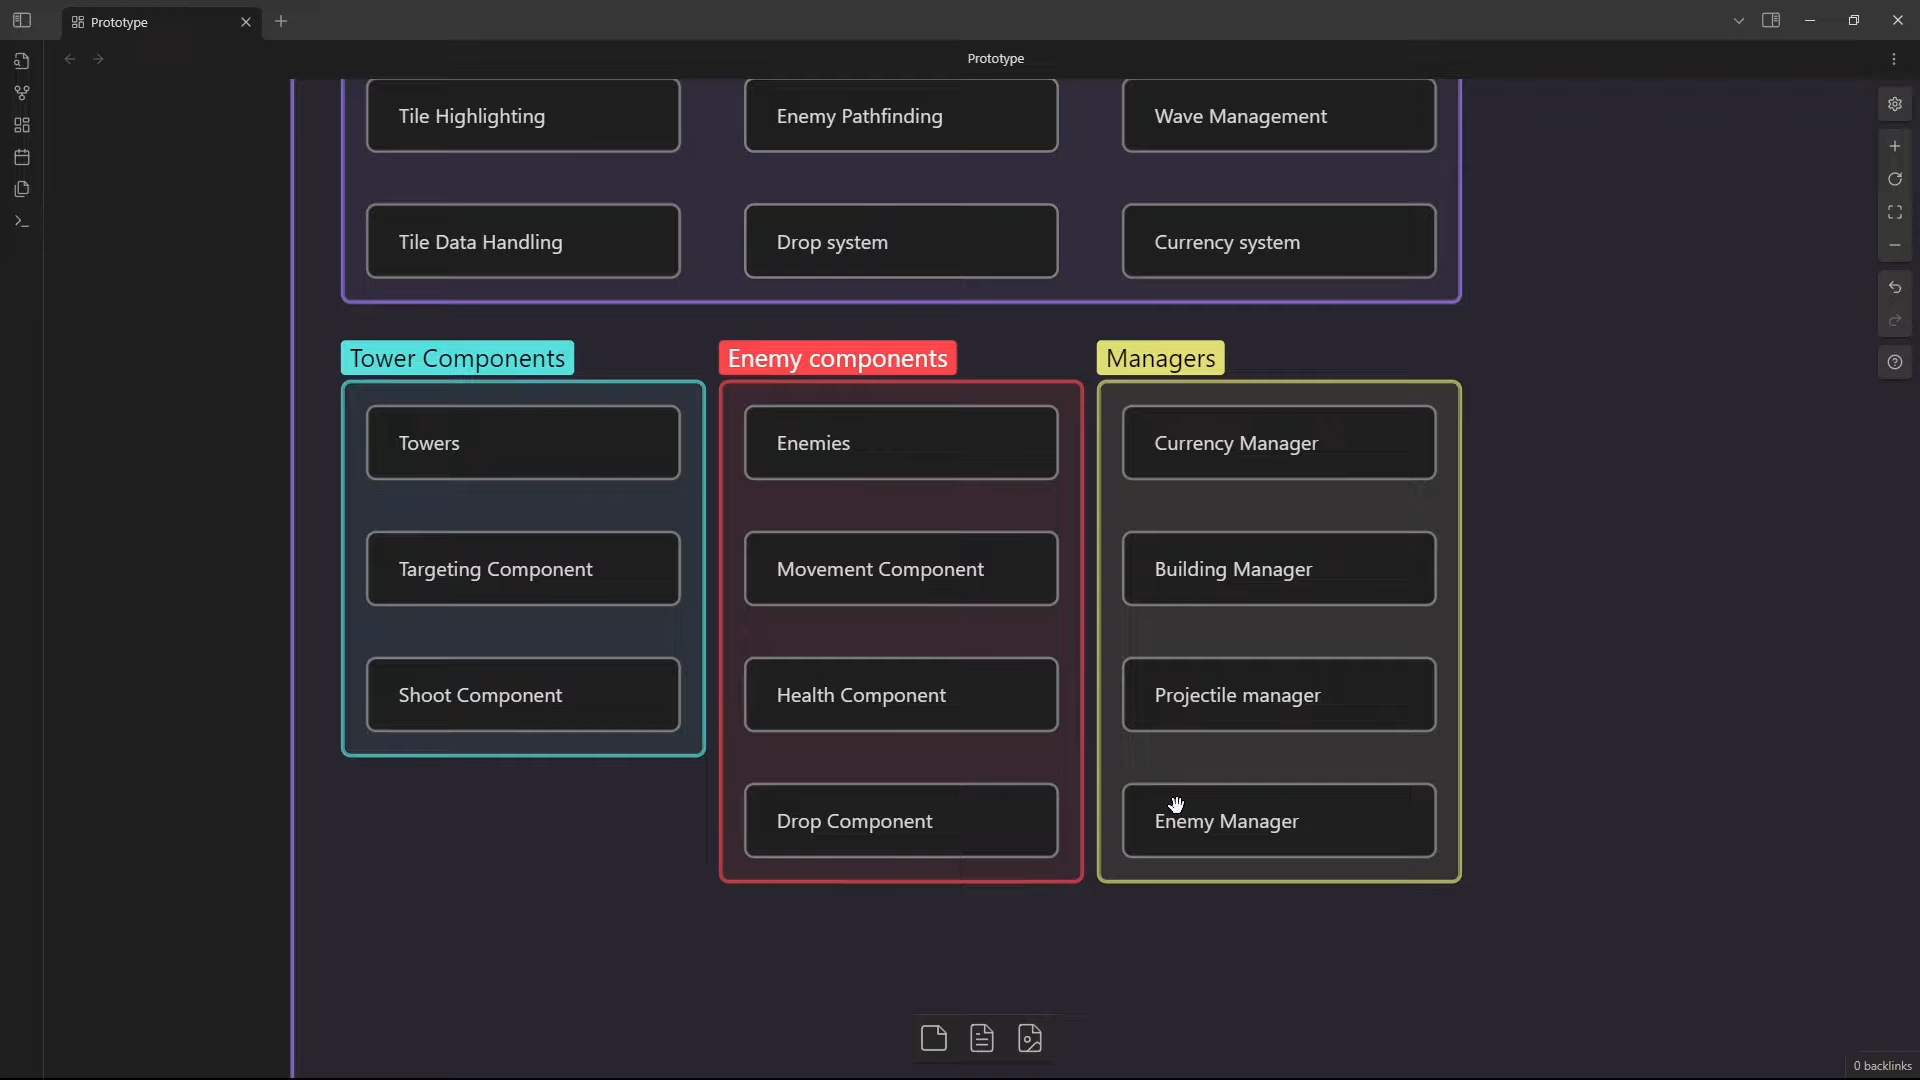 Prototype
Prototype
Tile Highlighting
Enemy Pathfinding
Wave Management
Tile Data Handling
Drop system
Currency system
Tower Components
Enemy components
Managers
Towers
Enemies
Currency Manager
Targeting Component
Movement Component
Building Manager
Shoot Component
Health Component
Projectile manager
Drop Component
Enemy Manager
0 backlinks